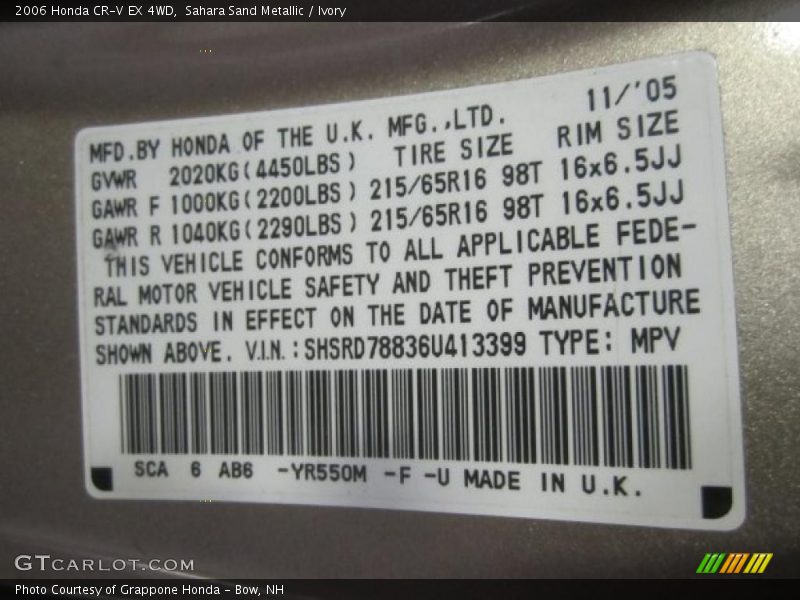 2006 Honda CR-V EX 4WD,  Sahara Sand Metallic / Ivory
11/'05
MFD.BY HONDA OF THE U.K. MFG.,LTD.
GVWR 2020KG(4450LBS) TIRE SIZE RIM SIZE
GAWR F 1000KG(2200LBS) 215/65R16 98T 16x6.5JJ
GAWR R 1040KG(2290LBS) 215/65R16 98T 16x6.5JJ
THIS VEHICLE CONFORMS TO ALL APPLICABLE FEDE-
RAL MOTOR VEHICLE SAFETY AND THEFT PREVENTION
STANDARDS IN EFFECT ON THE DATE OF MANUFACTURE
SHOWN ABOVE. V.I.N.:SHSRD78836U413399 TYPE: MPV
SCA 6 AB6 -YR550M -F -U MADE IN U.K.
GTCARLOT.COM
Photo Courtesy of Grappone Honda - Bow, NH